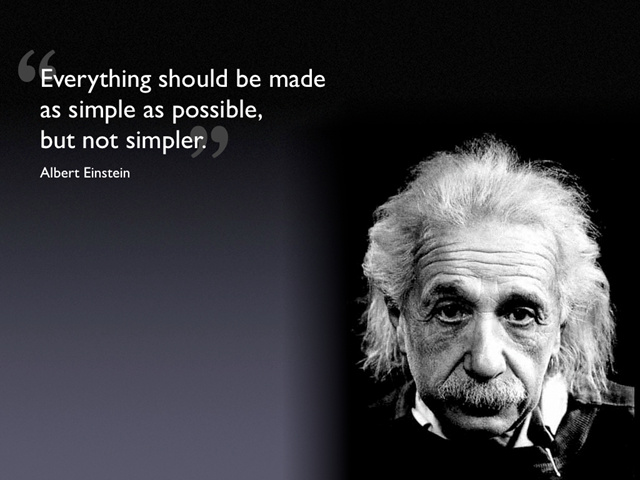 “Everything should be made
as simple as possible,
but not simpler.”
Albert Einstein